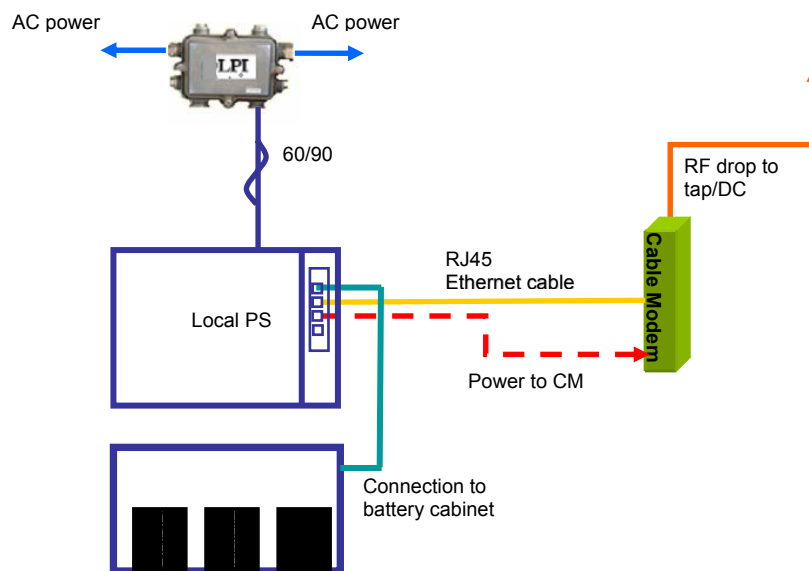 AC power
AC power
LPI
60/90
RF drop to
tap/DC
RJ45
Ethernet cable
Cable Modem
Local PS
Power to CM
Connection to
battery cabinet